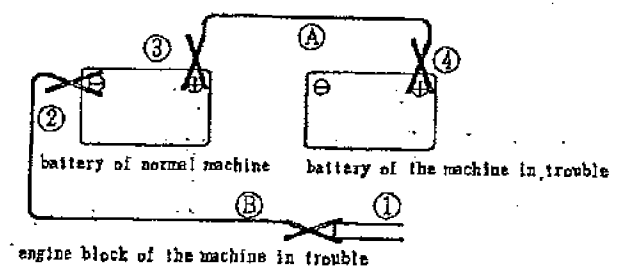 Ⓐ
③
④
⊖ ⊕ ⊖ ⊕
②
battery of normal machine battery of the machine in trouble
Ⓑ ①
engine block of the machine in trouble